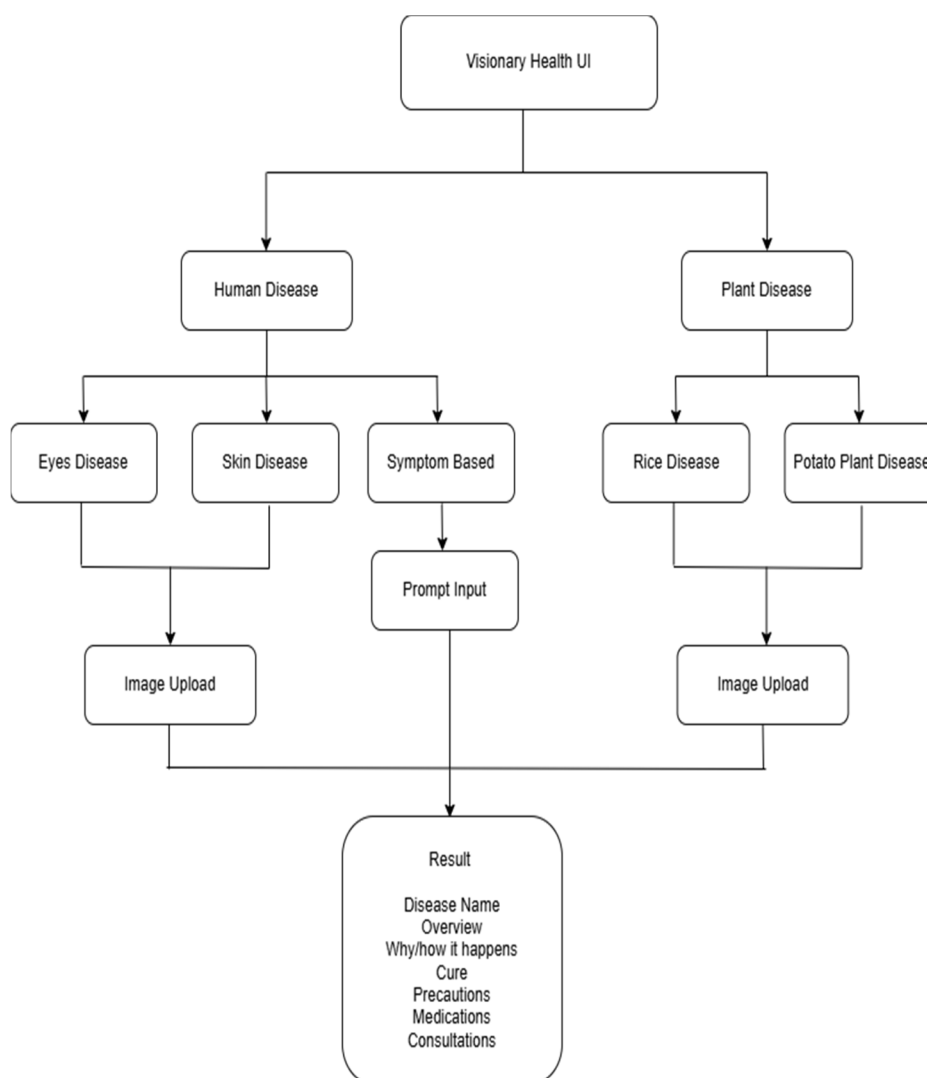 Visionary Health UI
Human Disease
Plant Disease
Eyes Disease
Skin Disease
Symptom Based
Rice Disease
Potato Plant Disease
Prompt Input
Image Upload
Image Upload
Result
Disease Name
Overview
Why/how it happens
Cure
Precautions
Medications
Consultations